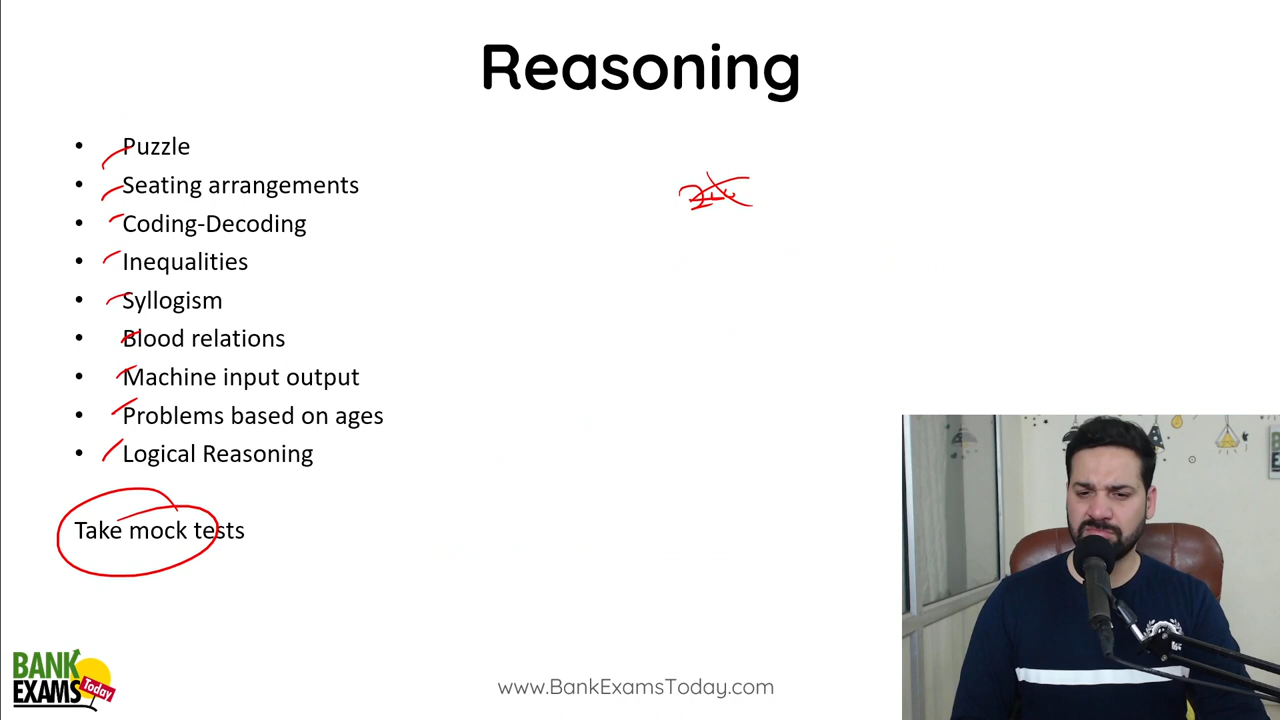 Reasoning
• Puzzle
• Seating arrangements
• Coding-Decoding
• Inequalities
• Syllogism
• Blood relations
• Machine input output
• Problems based on ages
• Logical Reasoning
Take mock tests
BANK
EXAMS
Today
www.BankExamsToday.com